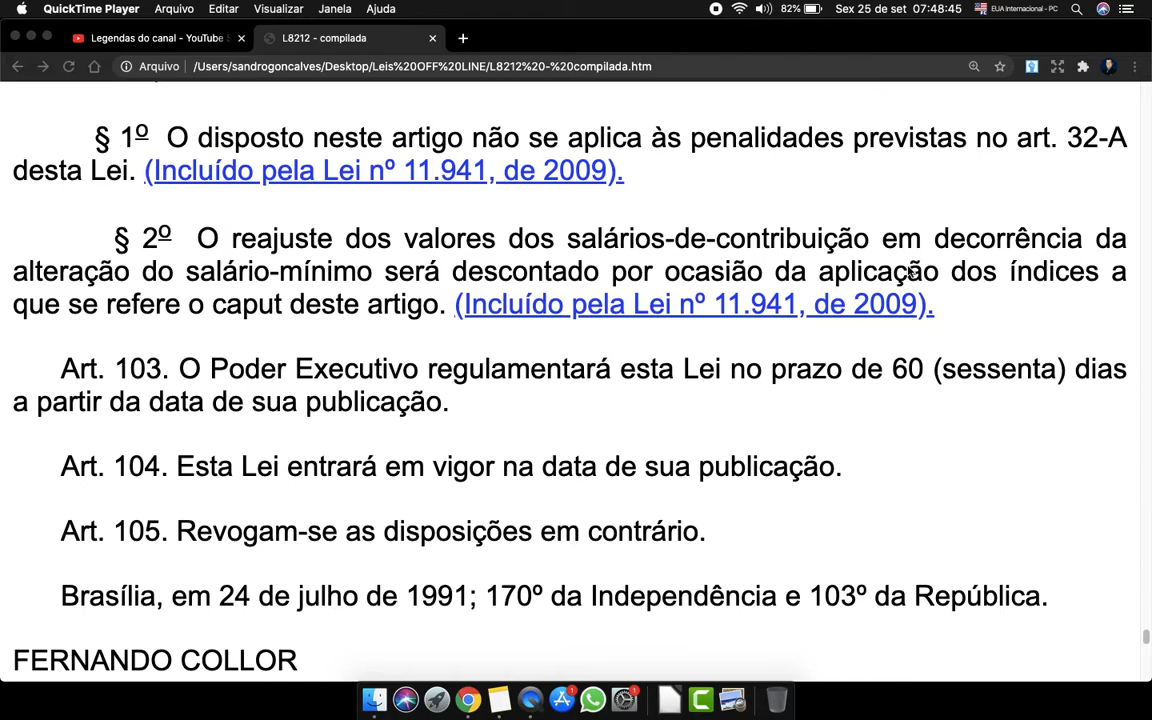 QuickTime Player Arquivo Editar Visualizar Janela Ajuda 82% Sex 25 de set 07:48:45 EUA Internacional - PC
Legendas do canal - YouTube S L8212 - compilada
Arquivo /Users/sandrogoncalves/Desktop/Leis%20OFF%20LINE/L8212%20-%20compilada.htm
§ 1º O disposto neste artigo não se aplica às penalidades previstas no art. 32-A
desta Lei. (Incluído pela Lei nº 11.941, de 2009).
§ 2º O reajuste dos valores dos salários-de-contribuição em decorrência da
alteração do salário-mínimo será descontado por ocasião da aplicação dos índices a
que se refere o caput deste artigo. (Incluído pela Lei nº 11.941, de 2009).
Art. 103. O Poder Executivo regulamentará esta Lei no prazo de 60 (sessenta) dias
a partir da data de sua publicação.
Art. 104. Esta Lei entrará em vigor na data de sua publicação.
Art. 105. Revogam-se as disposições em contrário.
Brasília, em 24 de julho de 1991; 170º da Independência e 103º da República.
FERNANDO COLLOR
1 1